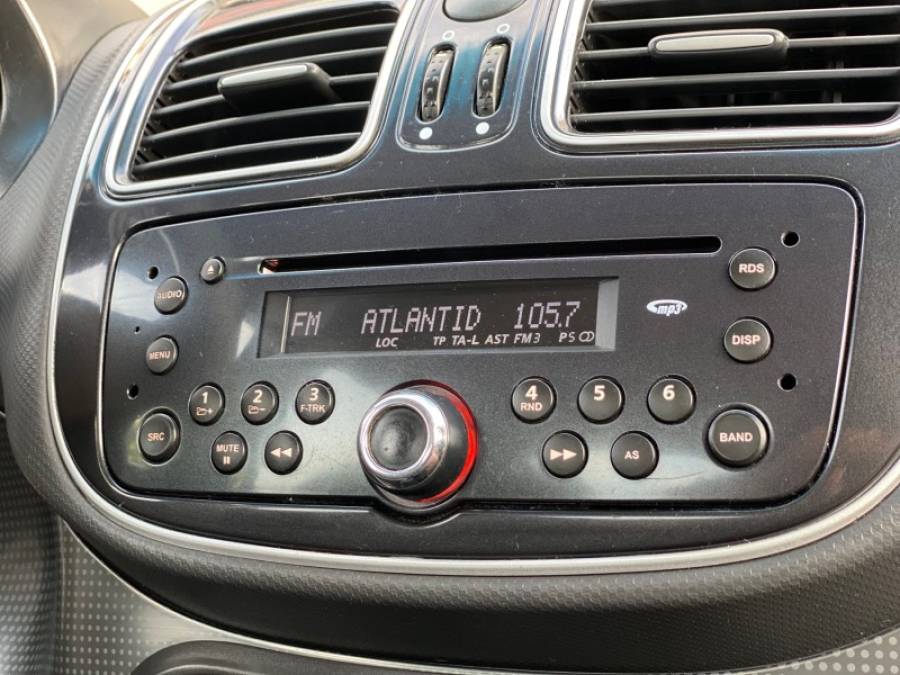 RDS
AUDIO
mp3
FM ATLANTID 105.7
LOC TP TA-L AST FM3 PS
DISP
MENU
1
2
3
F-TRK
4
RND
5
6
SRC
MUTE
AS
BAND